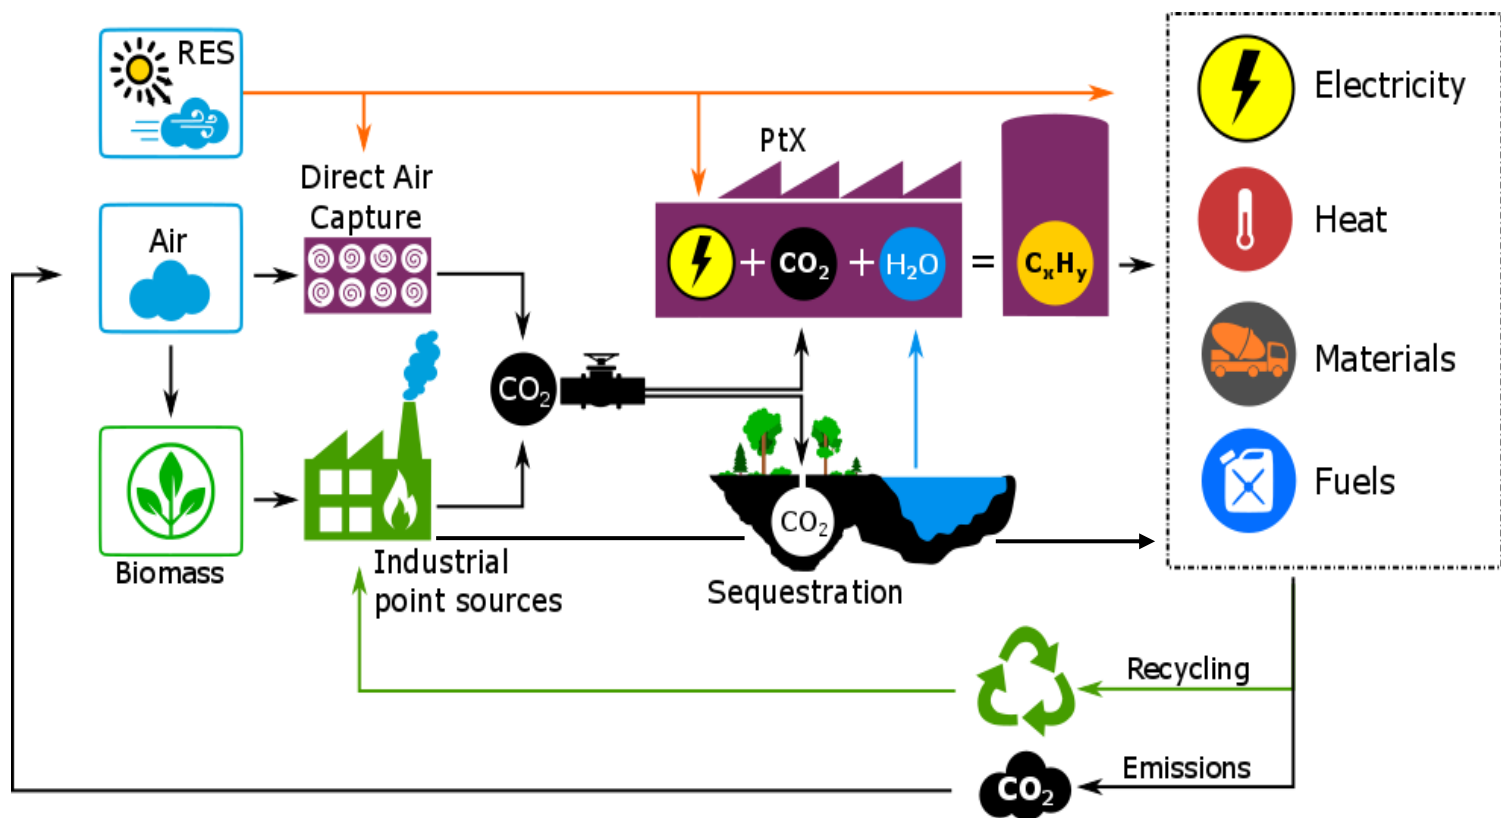 RES
Electricity
PtX
Direct Air
Capture
Heat
Air
+ CO₂ + H₂O = CₓHᵧ
Materials
CO₂
Fuels
CO₂
Biomass
Industrial
point sources
Sequestration
Recycling
Emissions
CO₂